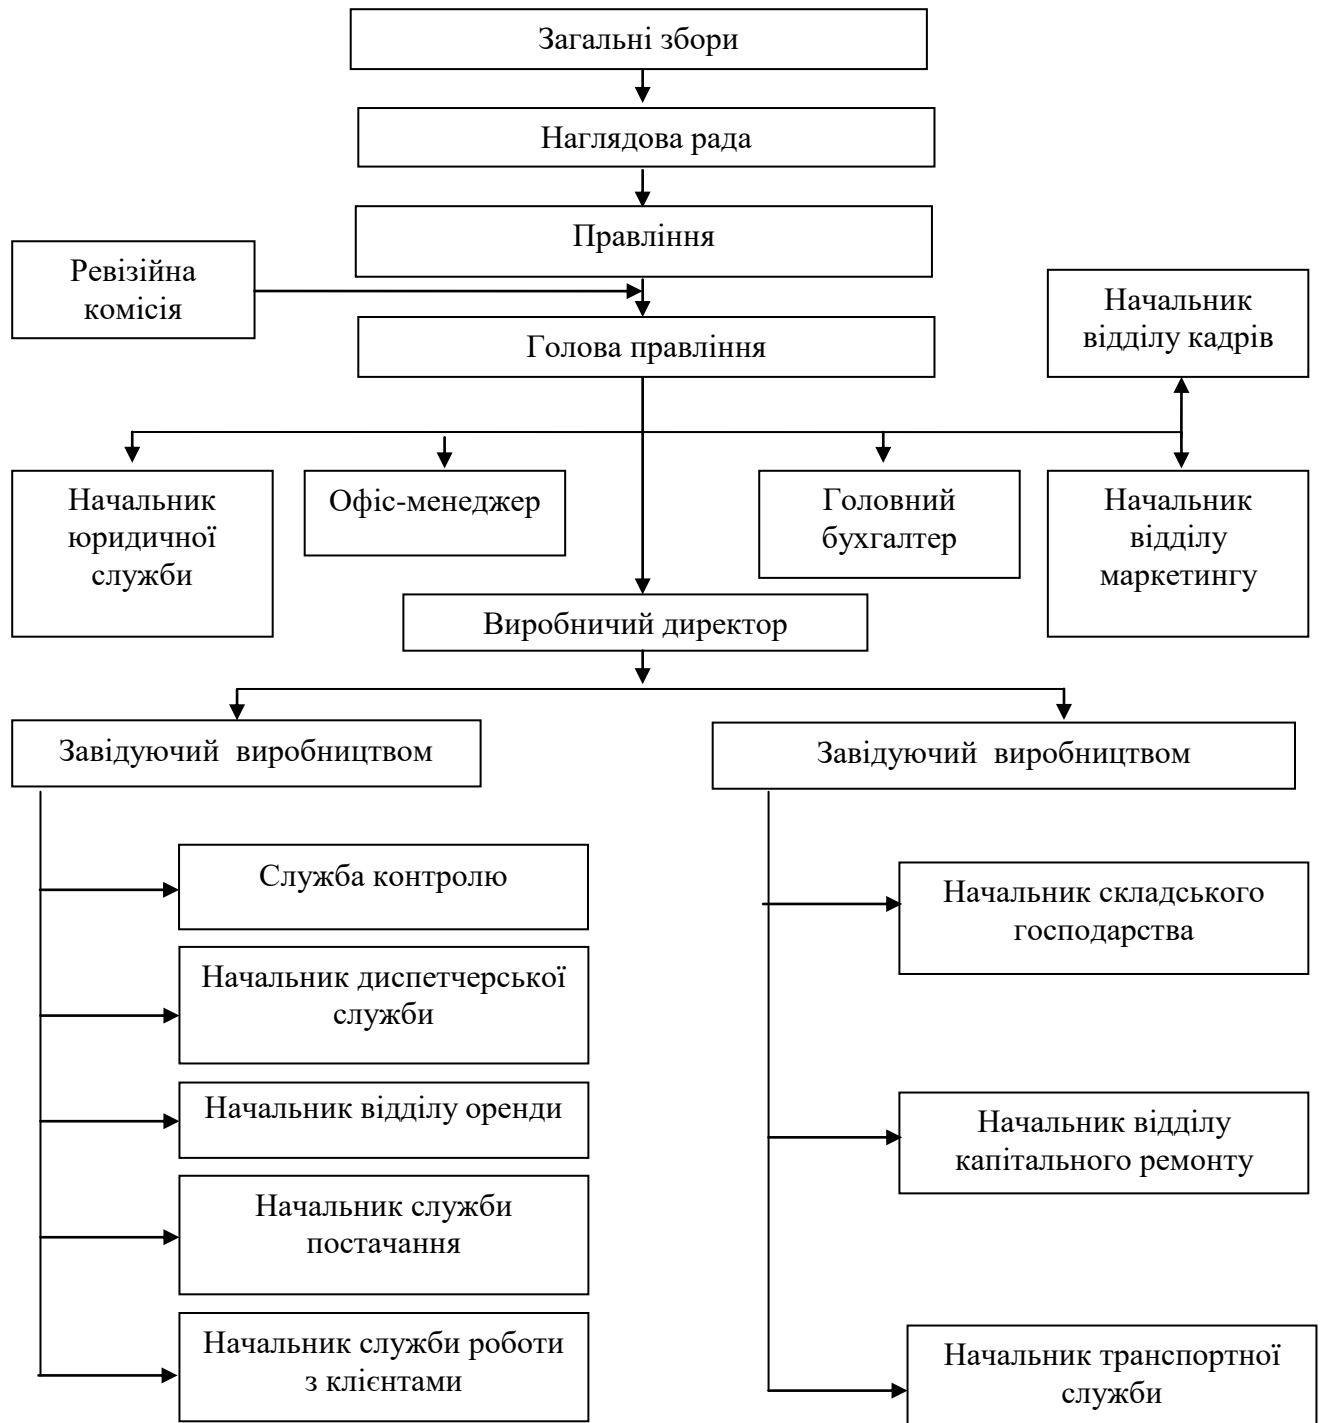 Загальні збори
Наглядова рада
Правління
Ревізійна
комісія
Голова правління
Начальник
відділу кадрів
Начальник
юридичної
служби
Офіс-менеджер
Головний
бухгалтер
Начальник
відділу
маркетингу
Виробничий директор
Завідуючий виробництвом
Служба контролю
Начальник диспетчерської
служби
Начальник відділу оренди
Начальник служби
постачання
Начальник служби роботи
з клієнтами
Завідуючий виробництвом
Начальник складського
господарства
Начальник відділу
капітального ремонту
Начальник транспортної
служби